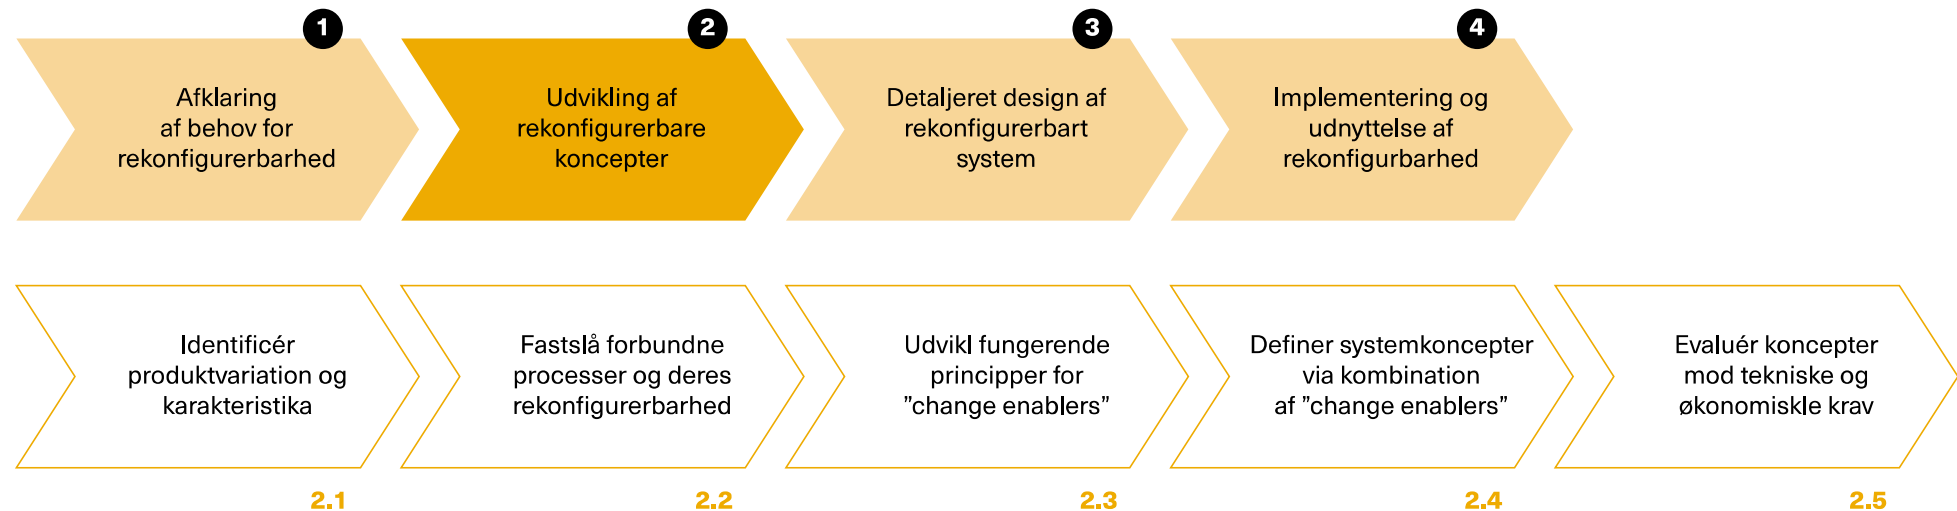 1
Afklaring
af behov for
rekonfigurerbarhed
2
Udvikling af
rekonfigurerbare
koncepter
3
Detaljeret design af
rekonfigurerbart
system
4
Implementering og
udnyttelse af
rekonfigurbarhed
Identificér
produktvariation og
karakteristika
2.1
Fastslå forbundne
processer og deres
rekonfigurerbarhed
2.2
Udvikl fungerende
principper for
”change enablers”
2.3
Definer systemkoncepter
via kombination
af ”change enablers”
2.4
Evaluér koncepter
mod tekniske og
økonomiskle krav
2.5